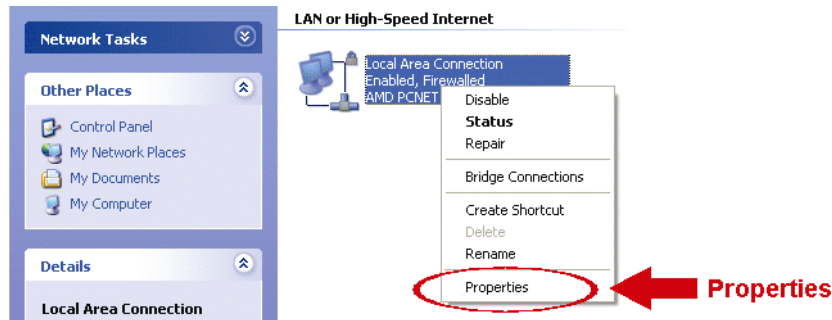 Network Tasks
Other Places
Control Panel
My Network Places
My Documents
My Computer
Details
Local Area Connection
LAN or High-Speed Internet
Local Area Connection
Enabled, Firewalled
AMD PCNET
Disable
Status
Repair
Bridge Connections
Create Shortcut
Delete
Rename
Properties
Properties